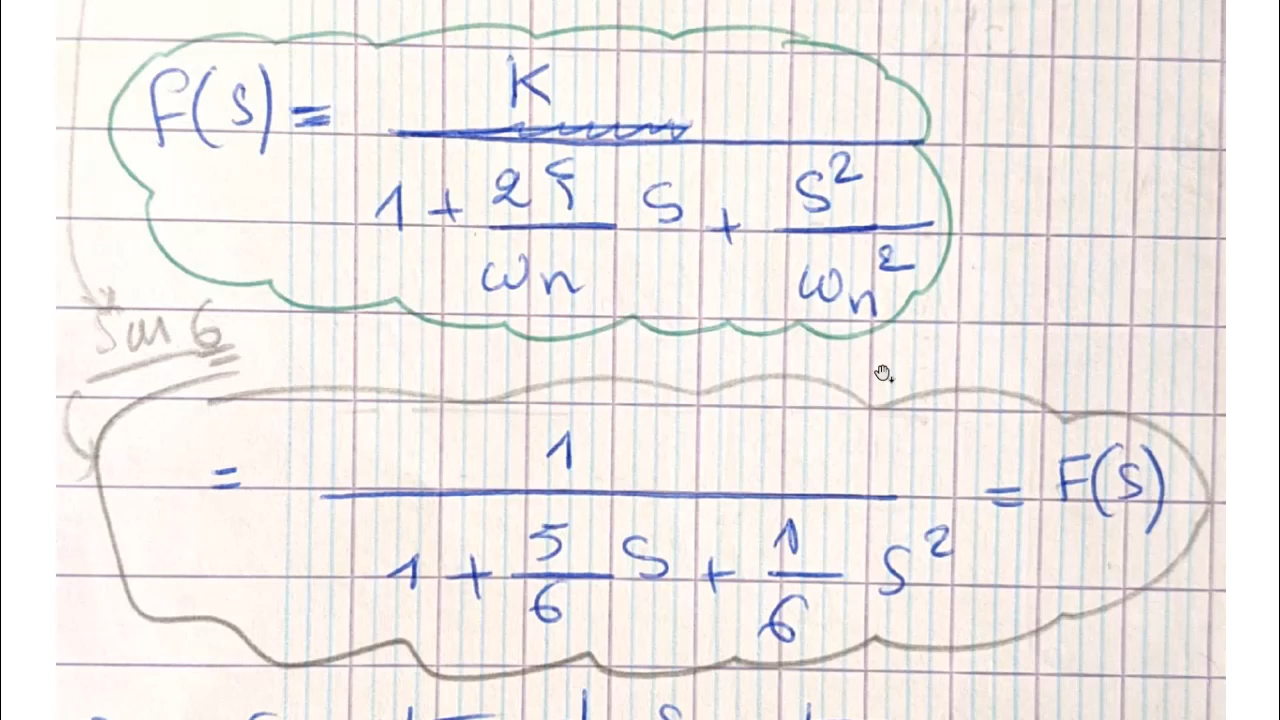 F(S) = K / (1 + 2ξ/ωn S + S²/ωn²)
Sur 6
= 1 / (1 + 5/6 S + 1/6 S²) = F(S)